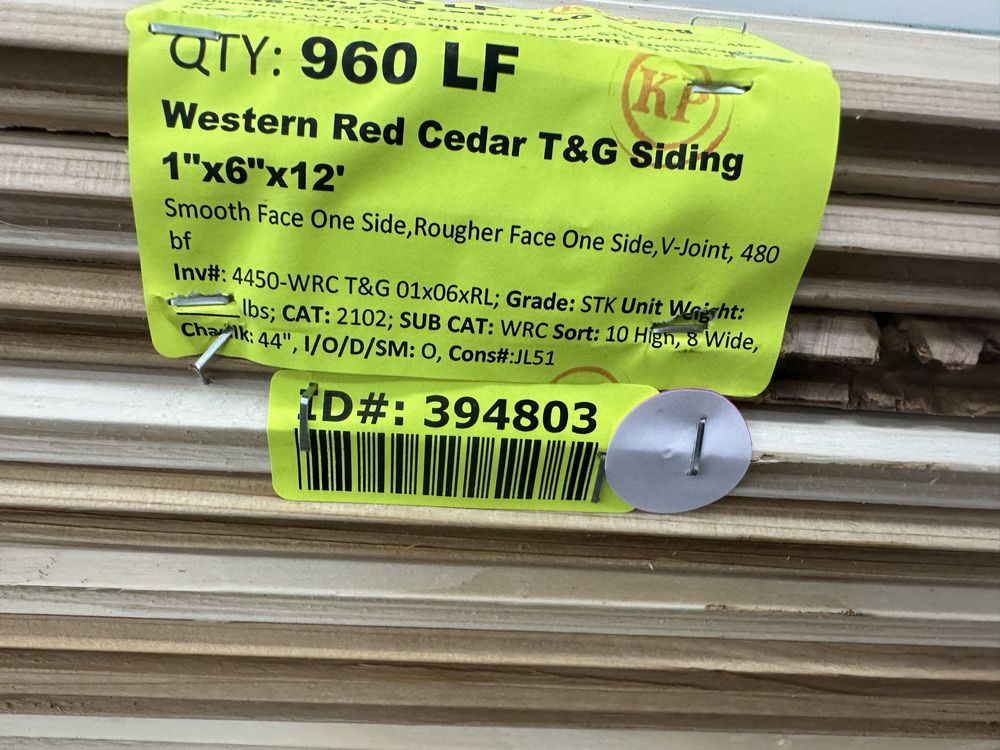 QTY: 960 LF
KP
Western Red Cedar T&G Siding
1"x6"x12'
Smooth Face One Side,Rougher Face One Side,V-Joint, 480
bf
Inv#: 4450-WRC T&G 01x06xRL; Grade: STK Unit Weight:
_____lbs; CAT: 2102; SUB CAT: WRC Sort: 10 High, 8 Wide,
44", I/O/D/SM: O, Cons#:JL51
ID#: 394803